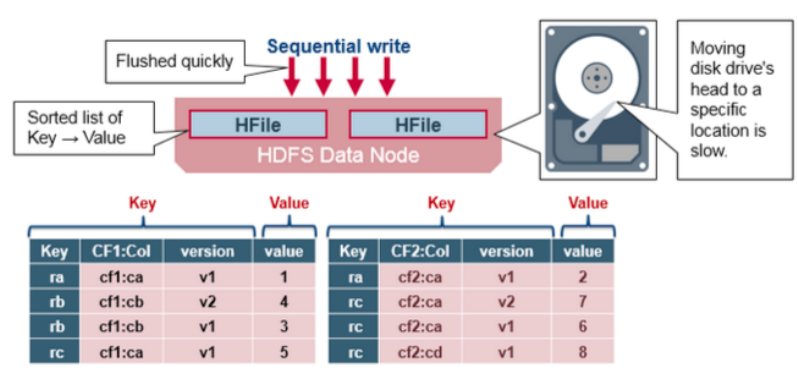 Sequential write
Flushed quickly
Moving
disk drive's
head to a
specific
location is
slow.
Sorted list of
Key → Value
HFile HFile
HDFS Data Node
Key Value Key Value
Key CF1:Col version value Key CF2:Col version value
ra cf1:ca v1 1 ra cf2:ca v1 2
rb cf1:cb v2 4 rc cf2:ca v2 7
rb cf1:cb v1 3 rc cf2:ca v1 6
rc cf1:ca v1 5 rc cf2:cd v1 8